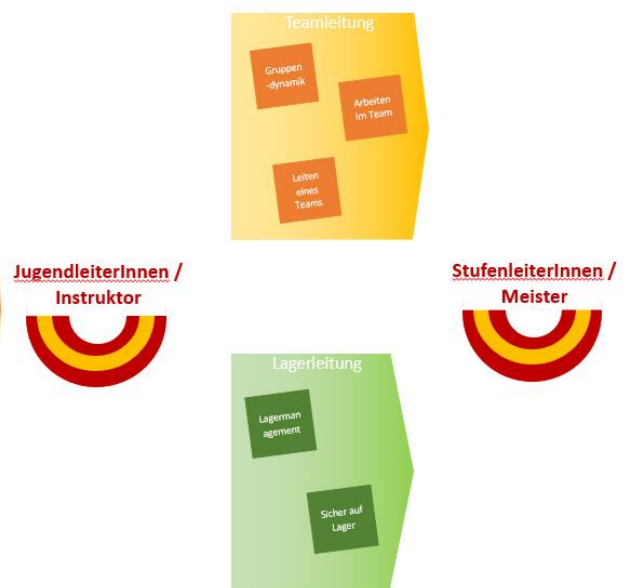 Teamleitung
Gruppen
-dynamik
Arbeiten
im Team
Leiten
eines
Teams
JugendleiterInnen /
Instruktor
StufenleiterInnen /
Meister
Lagerleitung
Lagerman
agement
Sicher auf
Lager